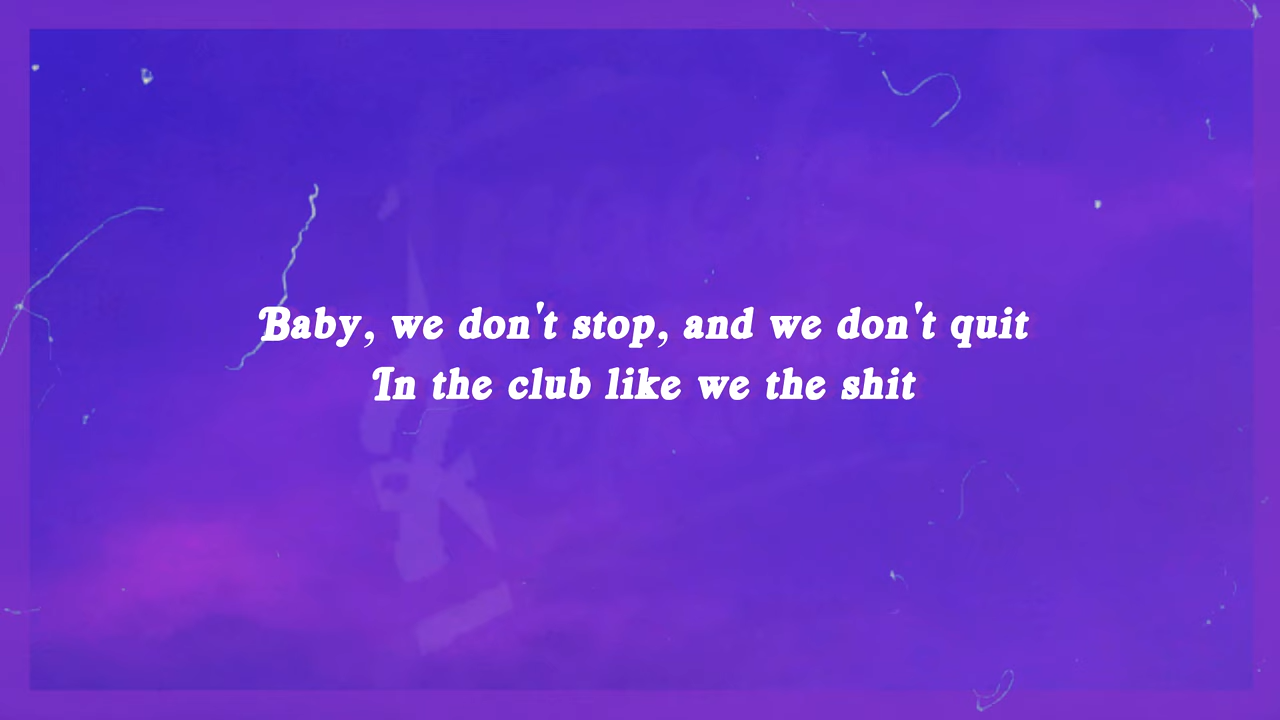 Baby, we don't stop, and we don't quit
In the club like we the shit